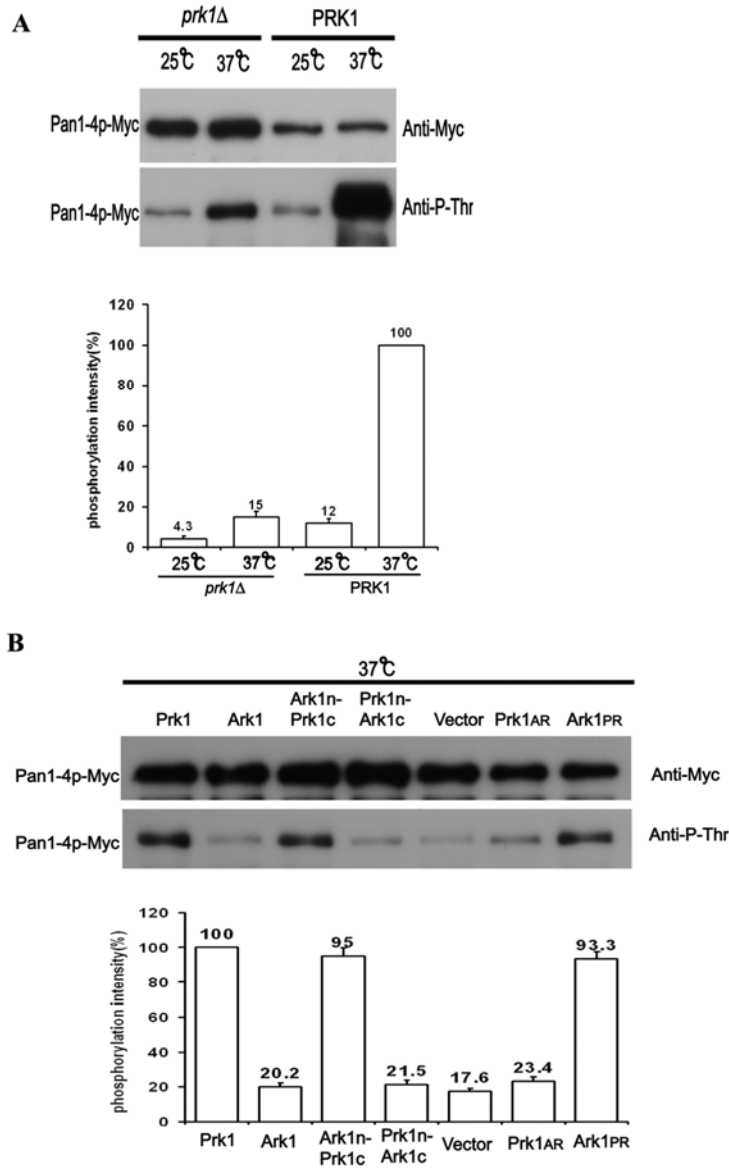 A
prk1Δ PRK1
25℃ 37℃ 25℃ 37℃
Pan1-4p-Myc Anti-Myc
Pan1-4p-Myc Anti-P-Thr
phosphorylation intensity(%)
120
100
80
60
40
20
0
4.3 15 12 100
25℃ 37℃ 25℃ 37℃
prk1Δ PRK1
B
37℃
Prk1 Ark1 Ark1n-Prk1c Prk1n-Ark1c Vector Prk1AR Ark1PR
Pan1-4p-Myc Anti-Myc
Pan1-4p-Myc Anti-P-Thr
phosphorylation intensity(%)
120
100
80
60
40
20
0
100 20.2 95 21.5 17.6 23.4 93.3
Prk1 Ark1 Ark1n-Prk1c Prk1n-Ark1c Vector Prk1AR Ark1PR